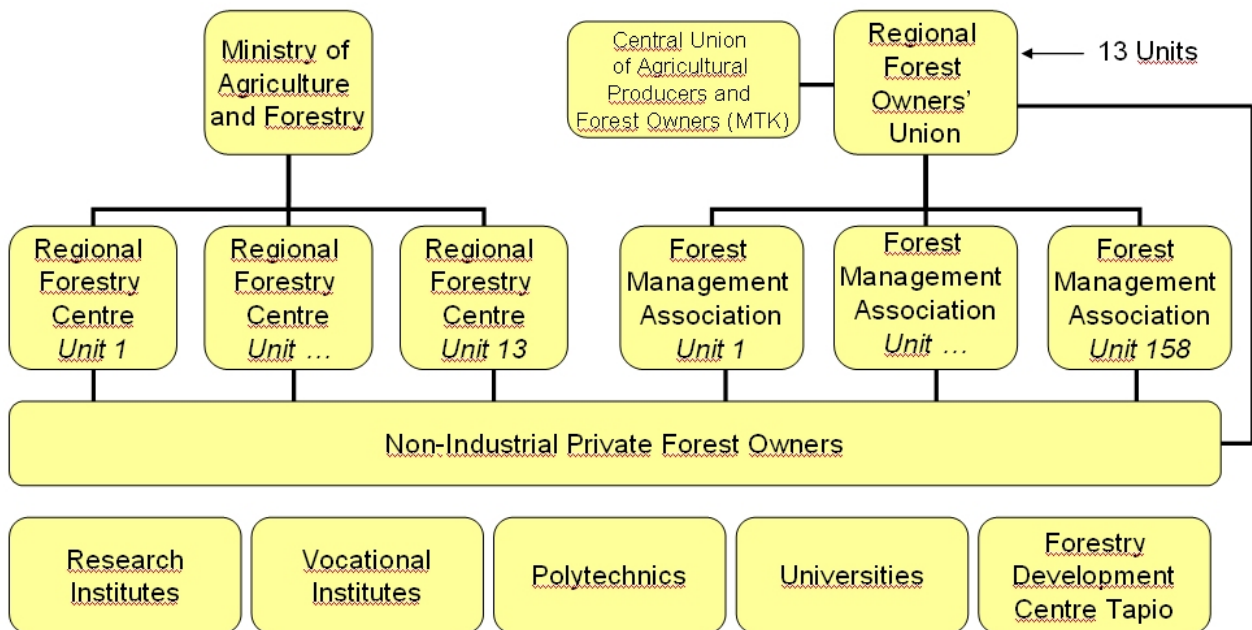 Ministry of
Agriculture
and Forestry
Central Union
of Agricultural
Producers and
Forest Owners (MTK)
Regional
Forest
Owners'
Union
13 Units
Regional
Forestry
Centre
Unit 1
Regional
Forestry
Centre
Unit ...
Regional
Forestry
Centre
Unit 13
Forest
Management
Association
Unit 1
Forest
Management
Association
Unit ...
Forest
Management
Association
Unit 158
Non-Industrial Private Forest Owners
Research
Institutes
Vocational
Institutes
Polytechnics
Universities
Forestry
Development
Centre Tapio